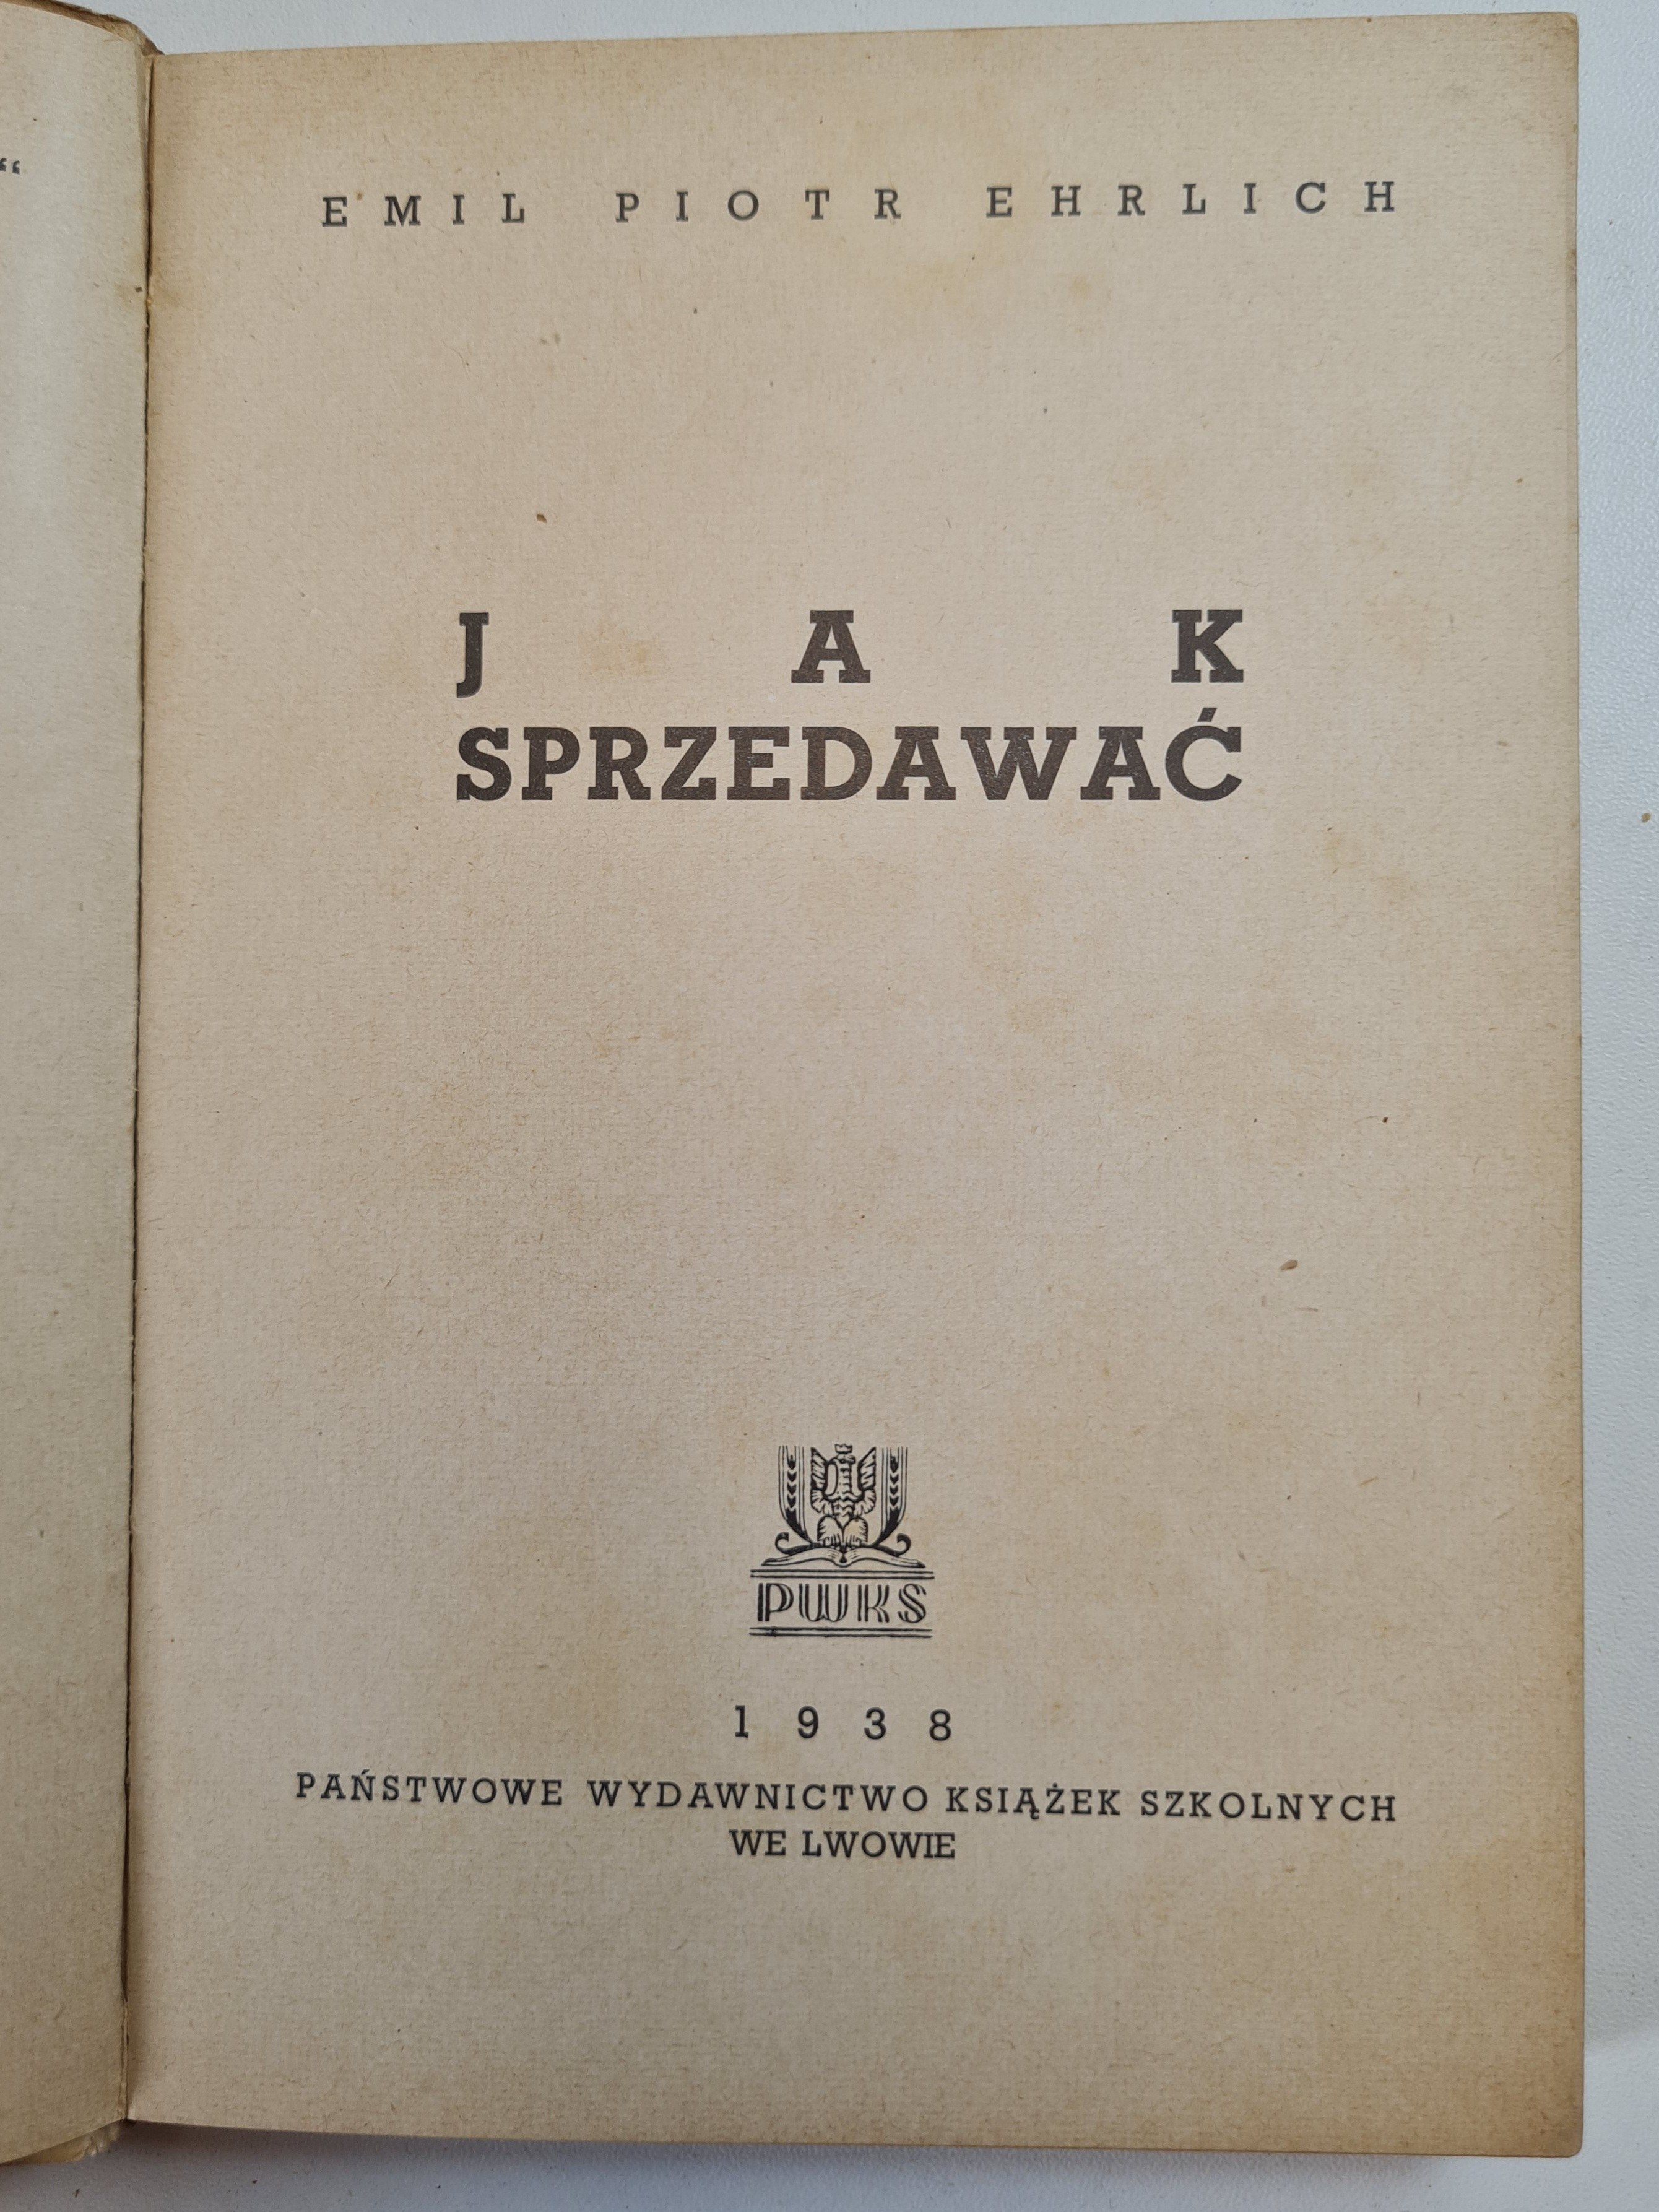 “
EMIL PIOTR EHRLICH
JAK
SPRZEDAWAĆ
PWKS
1938
PAŃSTWOWE WYDAWNICTWO KSIĄŻEK SZKOLNYCH
WE LWOWIE